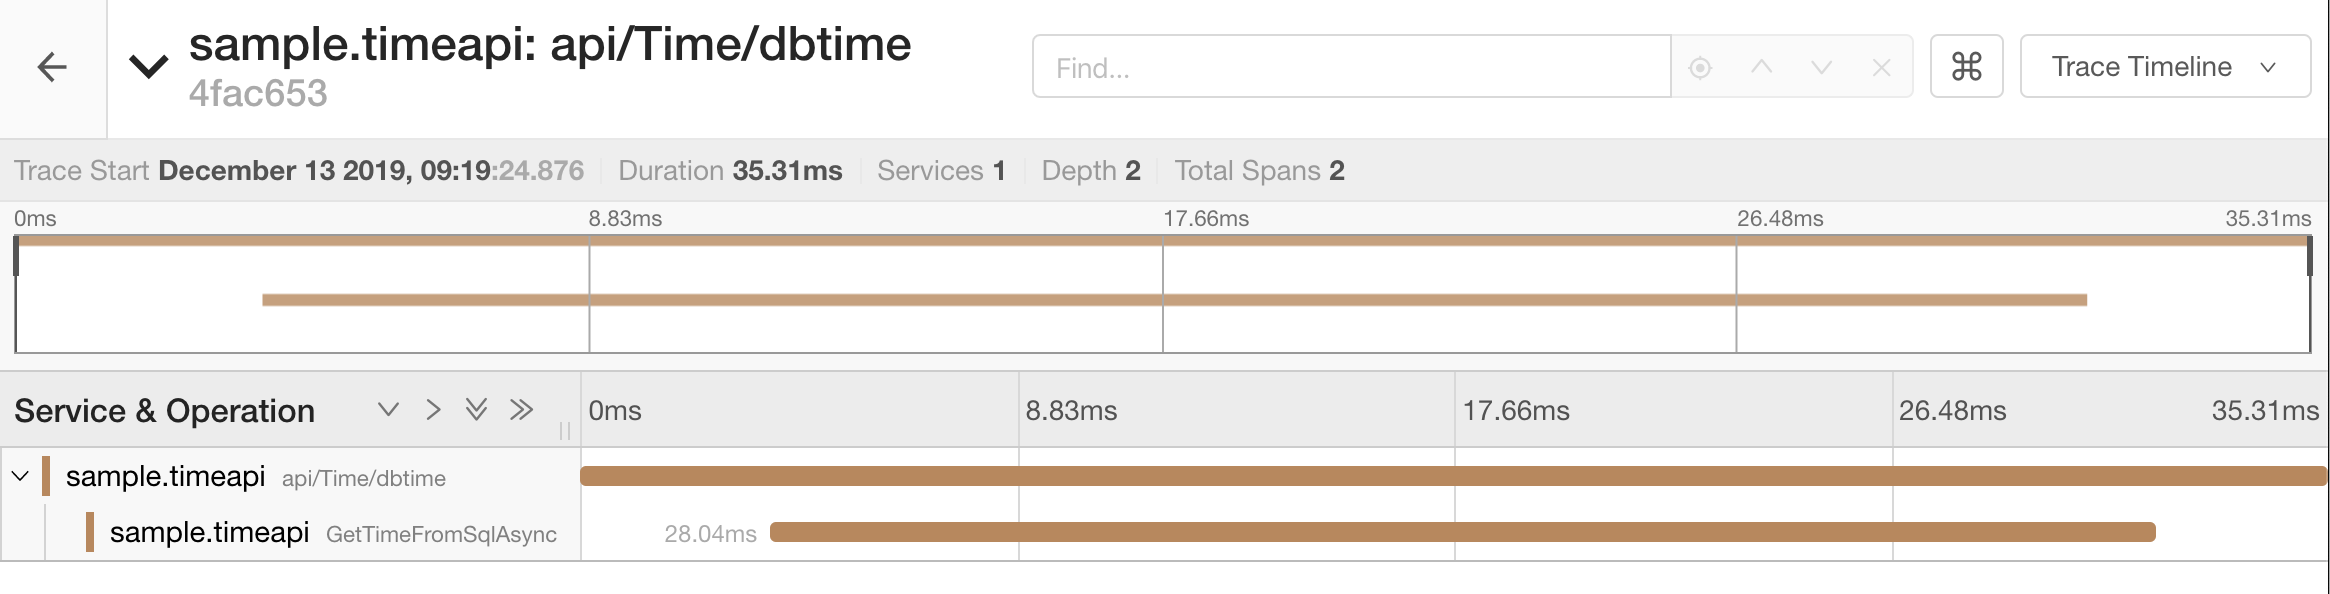 sample.timeapi: api/Time/dbtime
4fac653
Find...
Trace Timeline
Trace Start December 13 2019, 09:19:24.876 Duration 35.31ms Services 1 Depth 2 Total Spans 2
0ms 8.83ms 17.66ms 26.48ms 35.31ms
Service & Operation 0ms 8.83ms 17.66ms 26.48ms 35.31ms
sample.timeapi api/Time/dbtime
sample.timeapi GetTimeFromSqlAsync 28.04ms